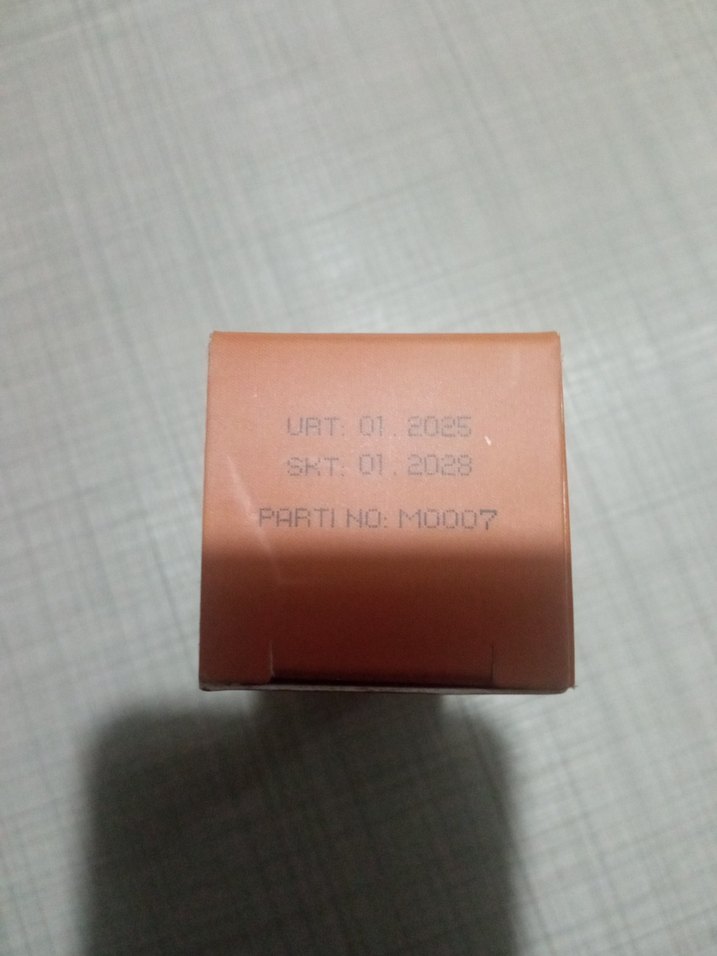 URT: 01.2025
SKT: 01.2028
PARTI NO: M0007